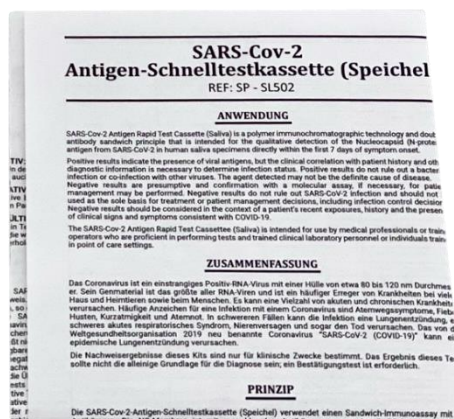 SARS-Cov-2
Antigen-Schnelltestkassette (Speichel
REF: SP - SL502
ANWENDUNG
SARS-Cov-2 Antigen Rapid Test Cassette (Saliva) is a polymer immunochromatographic technology and dout
antibody sandwich principle that is intended for the qualitative detection of the Nucleocapsid (N-prote
antigen from SARS-CoV-2 in human saliva specimens directly within the first 7 days of symptom onset.
Positive results indicate the presence of viral antigens, but the clinical correlation with patient history and oth
diagnostic information is necessary to determine infection status. Positive results do not rule out a bacter
infection or co-infection with other viruses. The agent detected may not be the definite cause of disease.
Negative results are presumptive and confirmation with a molecular assay, if necessary, for patie
management may be performed. Negative results do not rule out SARS-CoV-2 infection and should not
used as the sole basis for treatment or patient management decisions, including infection control decision
Negative results should be considered in the context of a patient's recent exposures, history and the presen
of clinical signs and symptoms consistent with COVID-19.
The SARS-Cov-2 Antigen Rapid Test Cassettes (Saliva) is intended for use by medical professionals or traine
operators who are proficient in performing tests and trained clinical laboratory personnel or individuals traine
in point of care settings.
ZUSAMMENFASSUNG
Das Coronavirus ist ein einstrangiges Positiv-RNA-Virus mit einer Hülle von etwa 80 bis 120 nm Durchmes
er. Sein Genmaterial ist das größte aller RNA-Viren und ist ein häufiger Erreger von Krankheiten bei viele
Haus und Heimtieren sowie beim Menschen. Es kann eine Vielzahl von akuten und chronischen Krankheite
verursachen. Häufige Anzeichen für eine Infektion mit einem Coronavirus sind Atemwegssymptome, Fiebe
Husten, Kurzatmigkeit und Atemnot. In schwereren Fällen kann die Infektion eine Lungenentzündung, e
schweres akutes respiratorisches Syndrom, Nierenversagen und sogar den Tod verursachen. Das von d
Weltgesundheitsorganisation 2019 neu benannte Coronavirus "SARS-CoV-2 (COVID-19)" kann ei
epidemische Lungenentzündung verursachen.
Die Nachweisergebnisse dieses Kits sind nur für klinische Zwecke bestimmt. Das Ergebnis dieses Te
sollte nicht die alleinige Grundlage für die Diagnose sein; ein Bestätigungstest ist erforderlich.
PRINZIP
Die SARS-Cov-2-Antigen-Schnelltestkassette (Speichel) verwendet einen Sandwich-Immunoassay mit